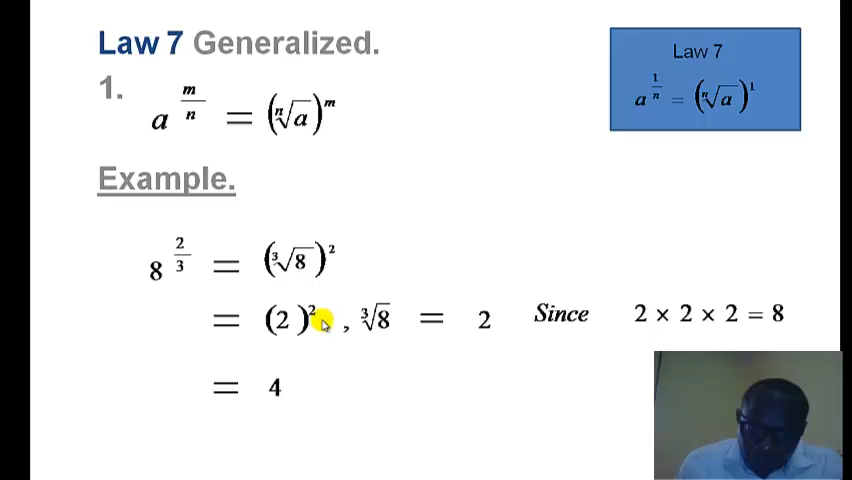 Law 7 Generalized.
1. a^(m/n) = (ⁿ√a)^m
Law 7
a^(1/n) = (ⁿ√a)^1
Example.
8^(2/3) = (³√8)^2
= (2)^2 , ³√8 = 2 Since 2 × 2 × 2 = 8
= 4